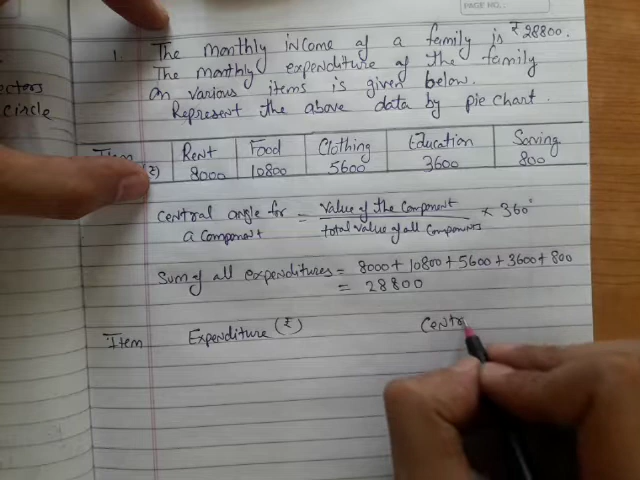 PAGE NO.:
1. The monthly income of a family is ₹28800.
The monthly expenditure of the family
on various items is given below.
Represent the above data by pie chart.
circle
Rent Food Clothing Education Saving
(₹) 8000 10800 5600 3600 800
Central angle for a component = Value of the component / total value of all components × 360°
Sum of all expenditures = 8000 + 10800 + 5600 + 3600 + 800
= 28800
Item Expenditure (₹) Centr